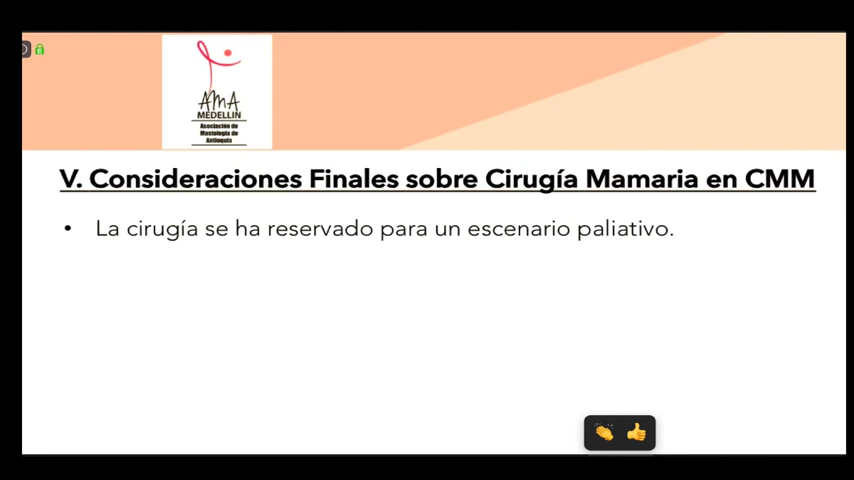 AMA
MEDELLIN
Asociación de
Mastología de
Antioquia
V. Consideraciones Finales sobre Cirugía Mamaria en CMM
• La cirugía se ha reservado para un escenario paliativo.